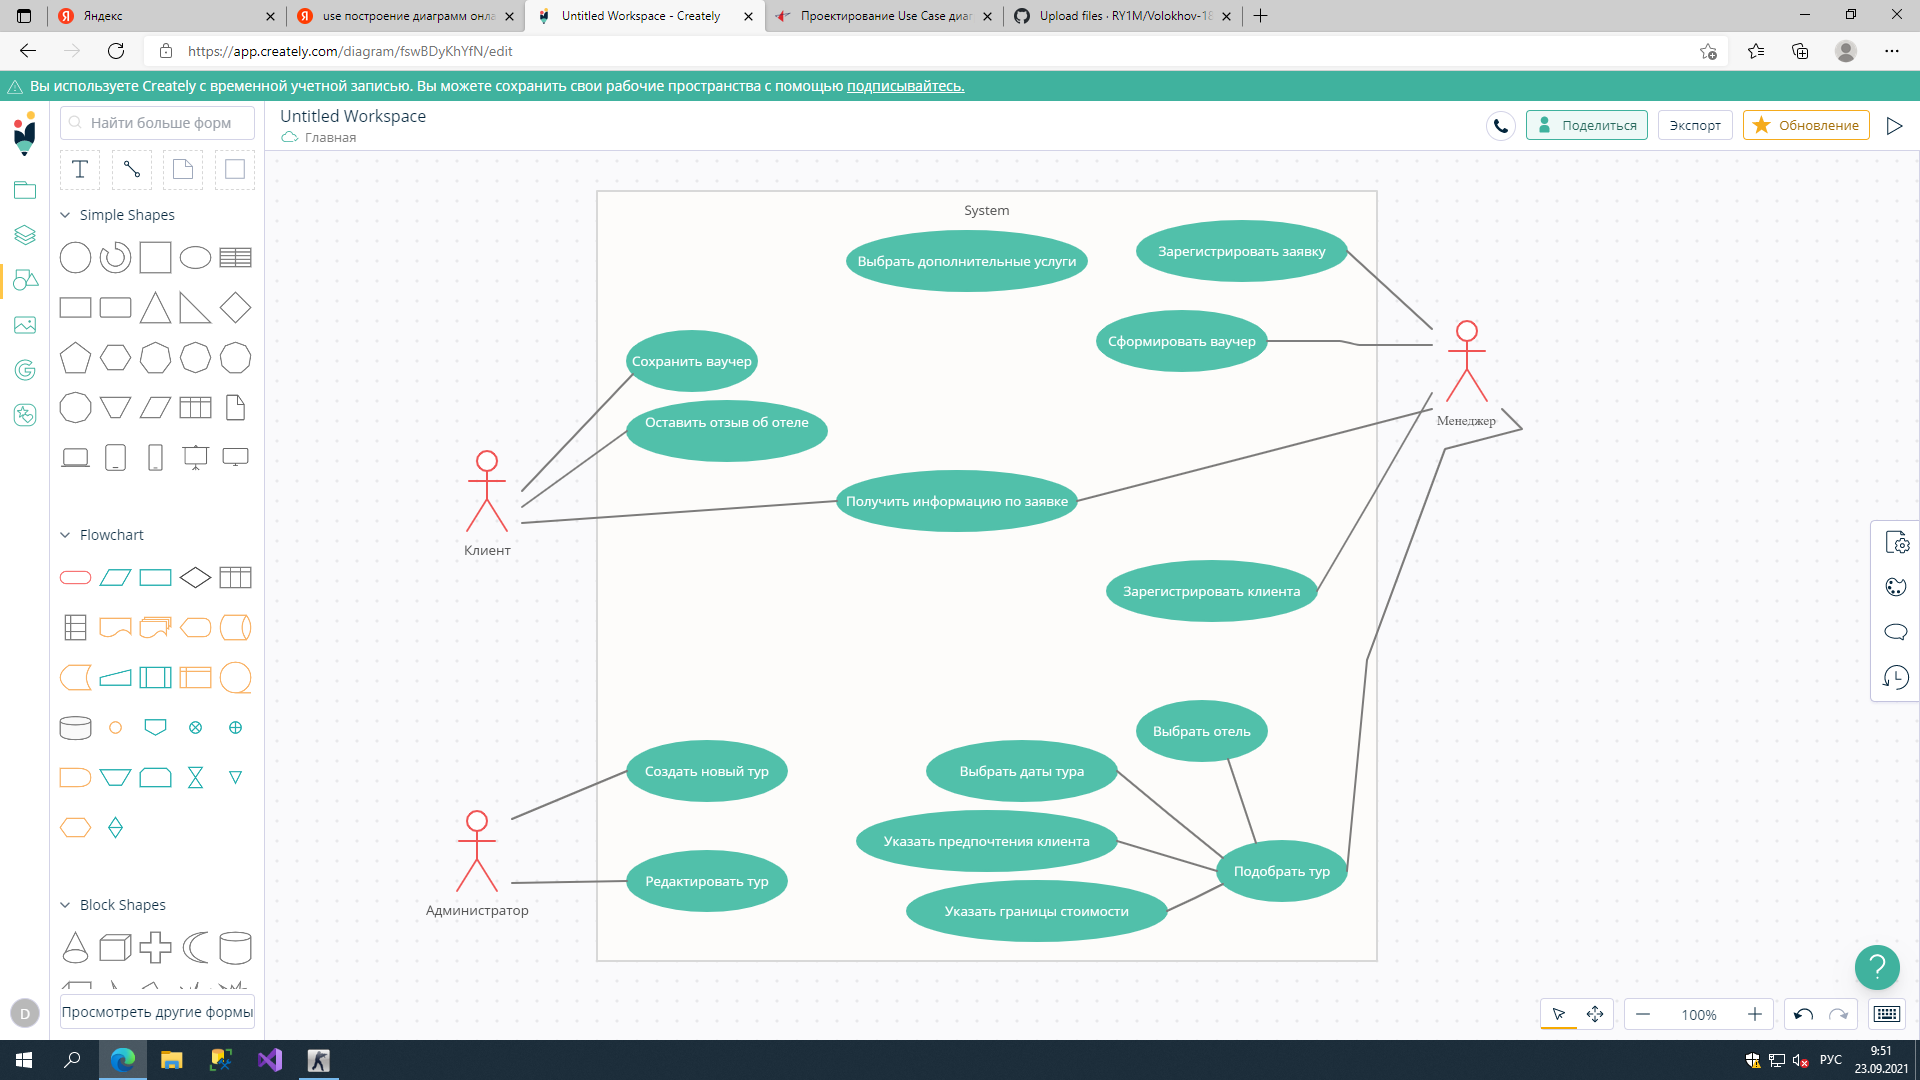 Яндекс
use построение диаграмм онла
Untitled Workspace - Creately
Проектирование Use Case диаг
Upload files · RY1M/Volokhov-18
https://app.creately.com/diagram/fswBDyKhYfN/edit
Вы используете Creately с временной учетной записью. Вы можете сохранить свои рабочие пространства с помощью подписывайтесь.
Найти больше форм
Untitled Workspace
Главная
Поделиться
Экспорт
Обновление
T
Simple Shapes
Flowchart
Block Shapes
Просмотреть другие формы
D
System
Выбрать дополнительные услуги
Зарегистрировать заявку
Сформировать ваучер
Сохранить ваучер
Оставить отзыв об отеле
Менеджер
Получить информацию по заявке
Клиент
Зарегистрировать клиента
Выбрать отель
Создать новый тур
Выбрать даты тура
Указать предпочтения клиента
Подобрать тур
Редактировать тур
Указать границы стоимости
Администратор
?
100%
РУС
9:51
23.09.2021